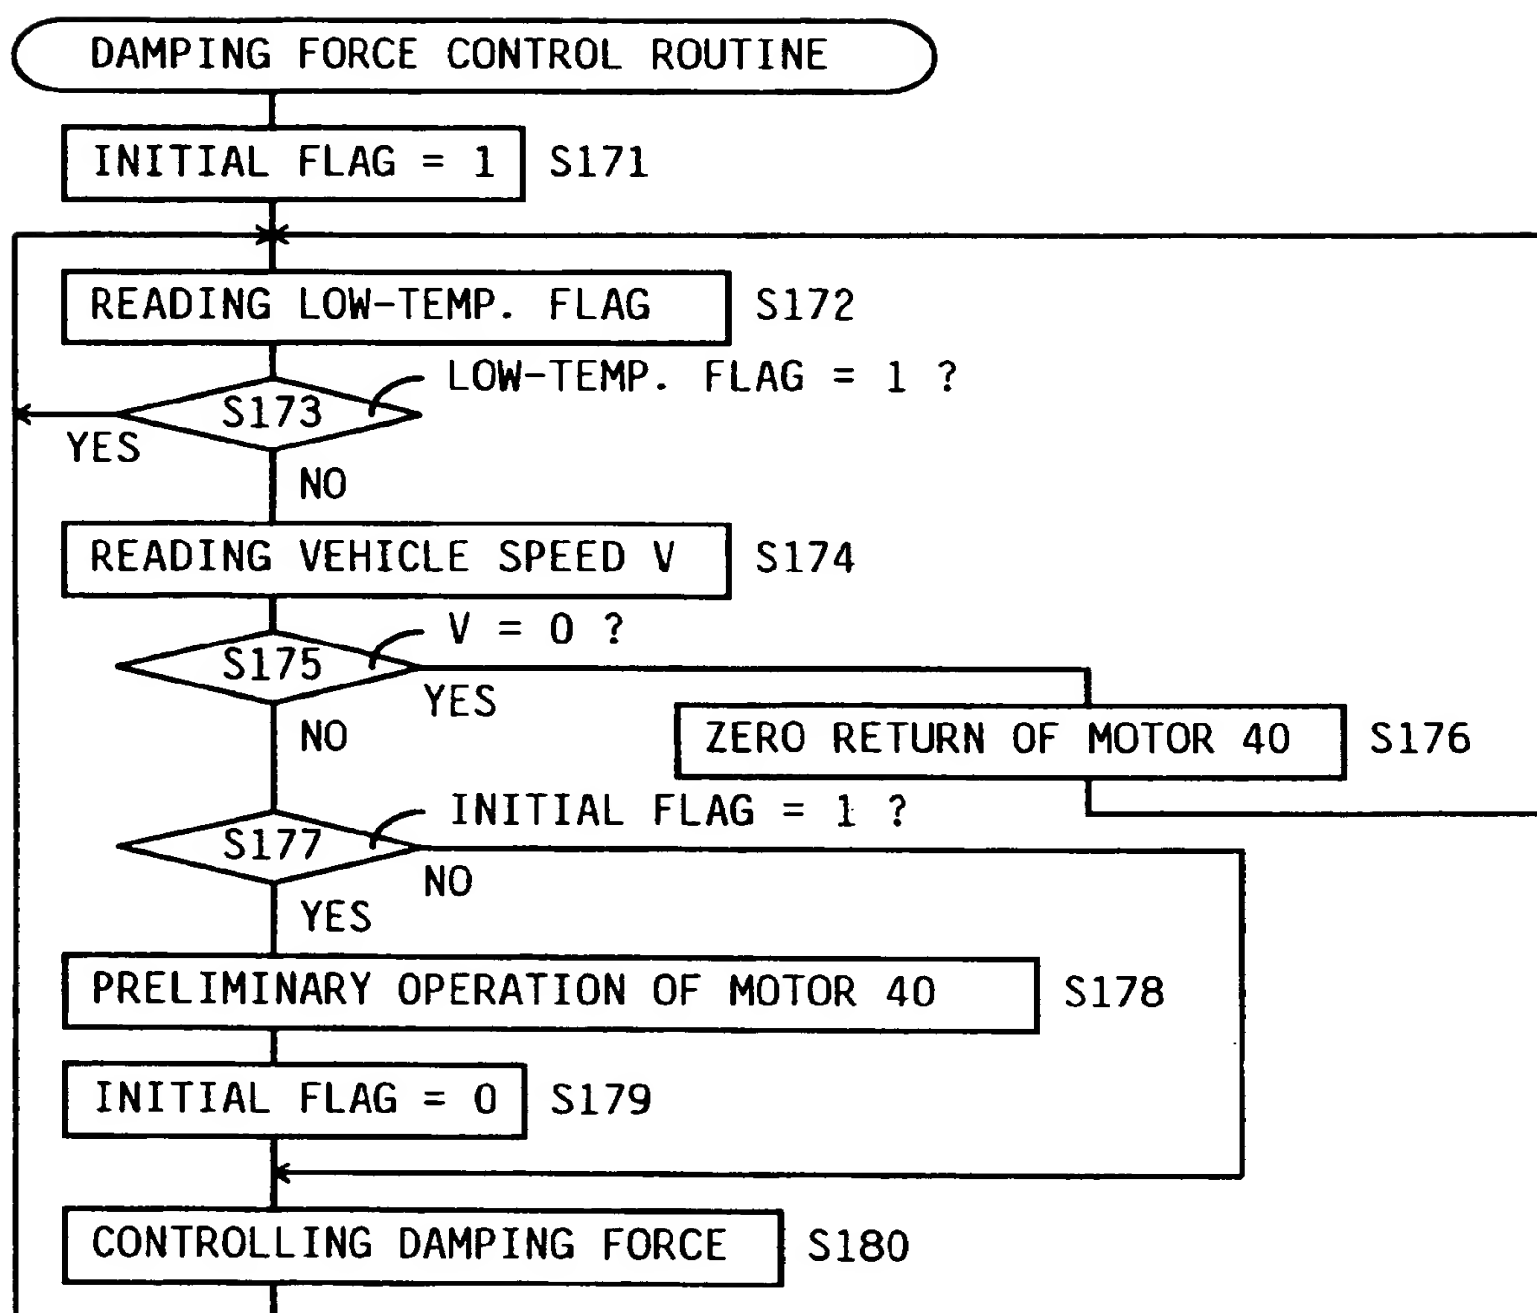 DAMPING FORCE CONTROL ROUTINE
INITIAL FLAG = 1 S171
READING LOW-TEMP. FLAG S172
LOW-TEMP. FLAG = 1 ?
S173
YES
NO
READING VEHICLE SPEED V S174
V = 0 ?
S175
YES
NO
ZERO RETURN OF MOTOR 40 S176
INITIAL FLAG = 1 ?
S177
NO
YES
PRELIMINARY OPERATION OF MOTOR 40 S178
INITIAL FLAG = 0 S179
CONTROLLING DAMPING FORCE S180